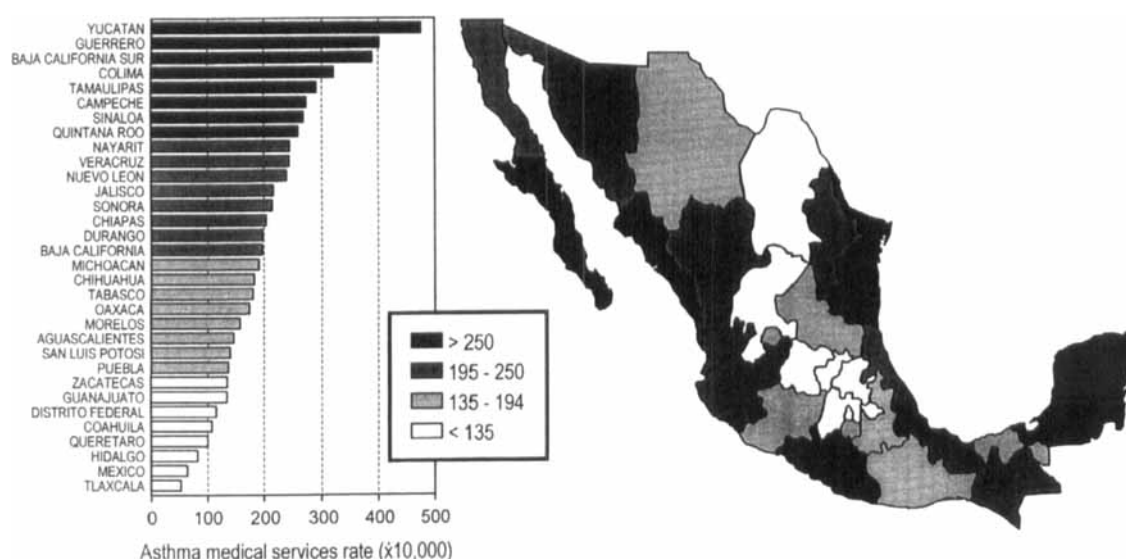 YUCATAN
GUERRERO
BAJA CALIFORNIA SUR
COLIMA
TAMAULIPAS
CAMPECHE
SINALOA
QUINTANA ROO
NAYARIT
VERACRUZ
NUEVO LEON
JALISCO
SONORA
CHIAPAS
DURANGO
BAJA CALIFORNIA
MICHOACAN
CHIHUAHUA
TABASCO
OAXACA
MORELOS
AGUASCALIENTES
SAN LUIS POTOSI
PUEBLA
ZACATECAS
GUANAJUATO
DISTRITO FEDERAL
COAHUILA
QUERETARO
HIDALGO
MEXICO
TLAXCALA
0 100 200 300 400 500
Asthma medical services rate (x10,000)
> 250
195 - 250
135 - 194
< 135